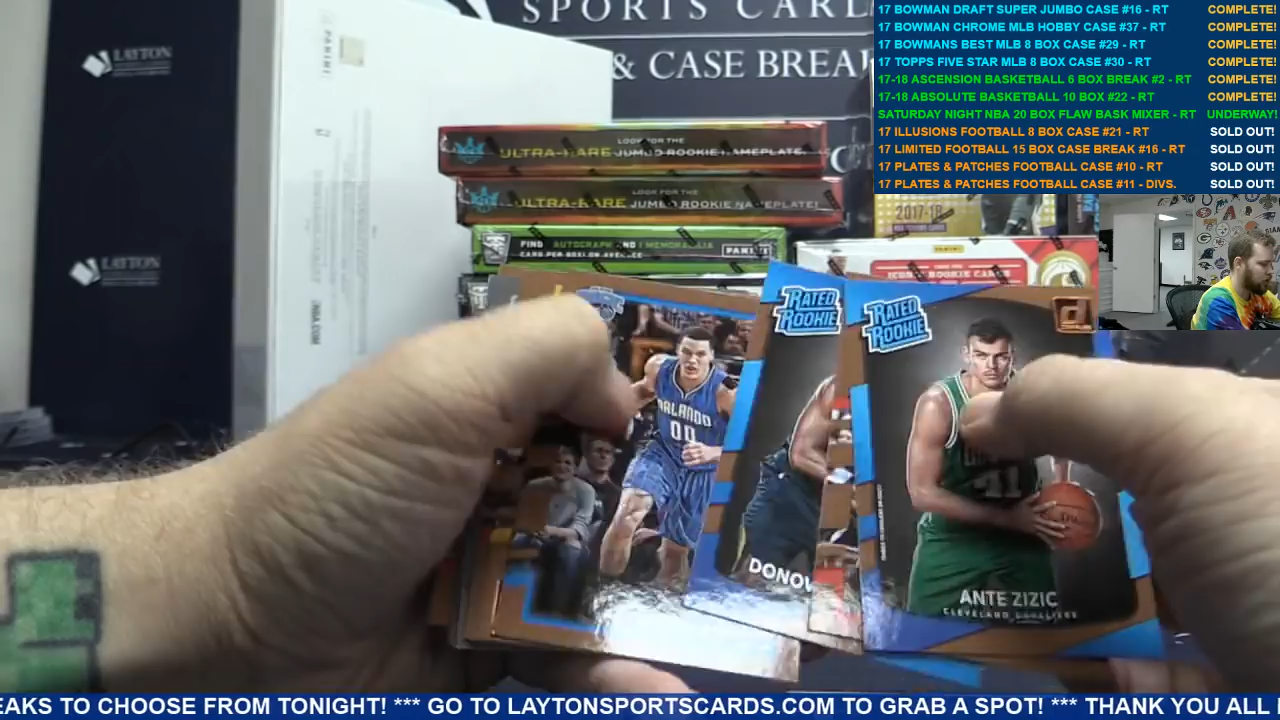 SPORTS CARD
& CASE BREA
LAYTON
LAYTON
PANINI
NBA.COM
LOOK FOR THE
ULTRA-RARE JUMBO ROOKIE NAMEPLATE!
LOOK FOR THE
ULTRA-RARE JUMBO ROOKIE NAMEPLATE!
FIND AUTOGRAPH AND 1 MEMORABILIA
CARD PER BOX, ON AVERAGE
PANINI
2017-18
PANINI
ICONIC ROOKIE CARDS
17 BOWMAN DRAFT SUPER JUMBO CASE #16 - RT COMPLETE!
17 BOWMAN CHROME MLB HOBBY CASE #37 - RT COMPLETE!
17 BOWMANS BEST MLB 8 BOX CASE #29 - RT COMPLETE!
17 TOPPS FIVE STAR MLB 8 BOX CASE #30 - RT COMPLETE!
17-18 ASCENSION BASKETBALL 6 BOX BREAK #2 - RT COMPLETE!
17-18 ABSOLUTE BASKETBALL 10 BOX #22 - RT COMPLETE!
SATURDAY NIGHT NBA 20 BOX FLAW BASK MIXER - RT UNDERWAY!
17 ILLUSIONS FOOTBALL 8 BOX CASE #21 - RT SOLD OUT!
17 LIMITED FOOTBALL 15 BOX CASE BREAK #16 - RT SOLD OUT!
17 PLATES & PATCHES FOOTBALL CASE #10 - RT SOLD OUT!
17 PLATES & PATCHES FOOTBALL CASE #11 - DIVS. SOLD OUT!
ORLANDO
00
RATED
ROOKIE
DONOV
RATED
ROOKIE
41
ANTE ZIZIC
CLEVELAND CAVALIERS
EAKS TO CHOOSE FROM TONIGHT! *** GO TO LAYTONSPORTSCARDS.COM TO GRAB A SPOT! *** THANK YOU ALL